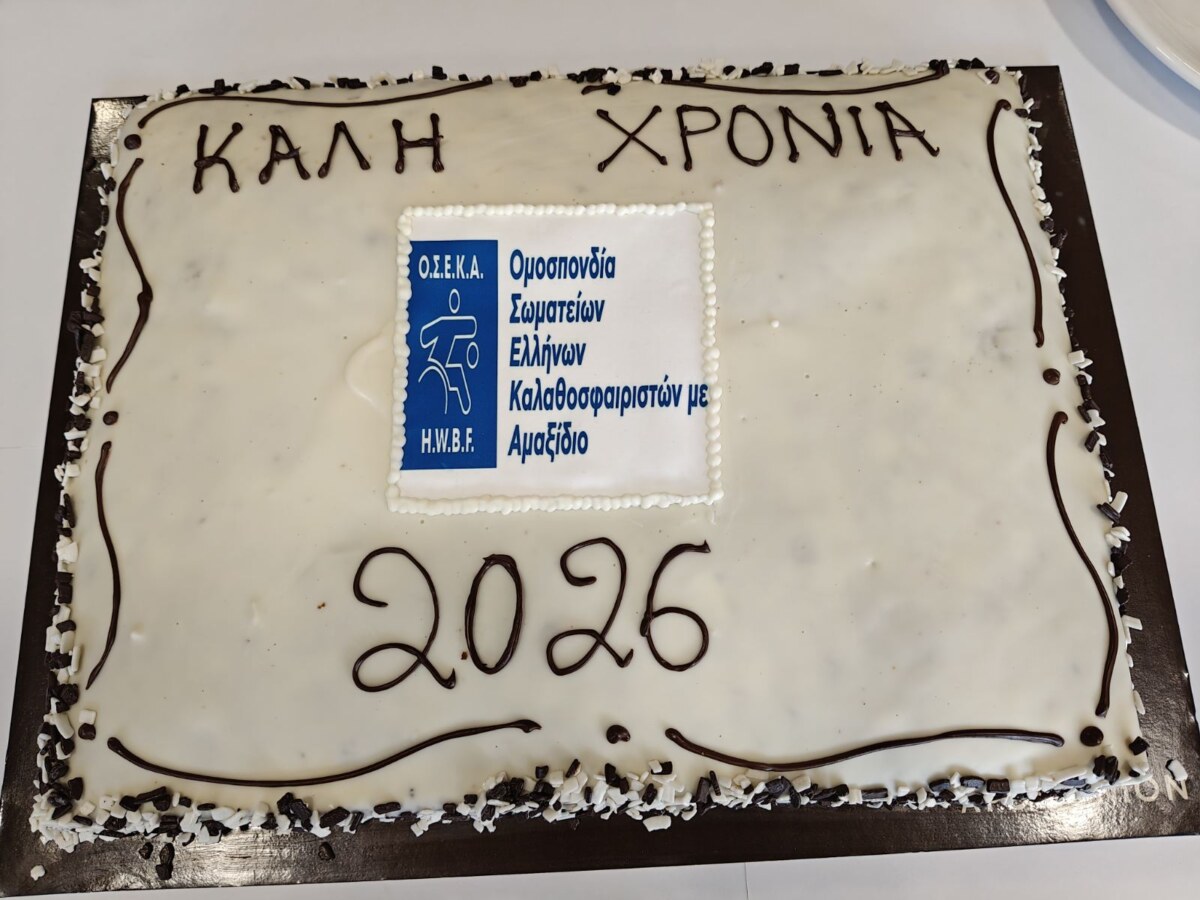 ΚΑΛΗ ΧΡΟΝΙΑ
Ο.Σ.Ε.Κ.Α.
Ομοσπονδία
Σωματείων
Ελλήνων
Καλαθοσφαιριστών με
Αμαξίδιο
H.W.B.F.
2026